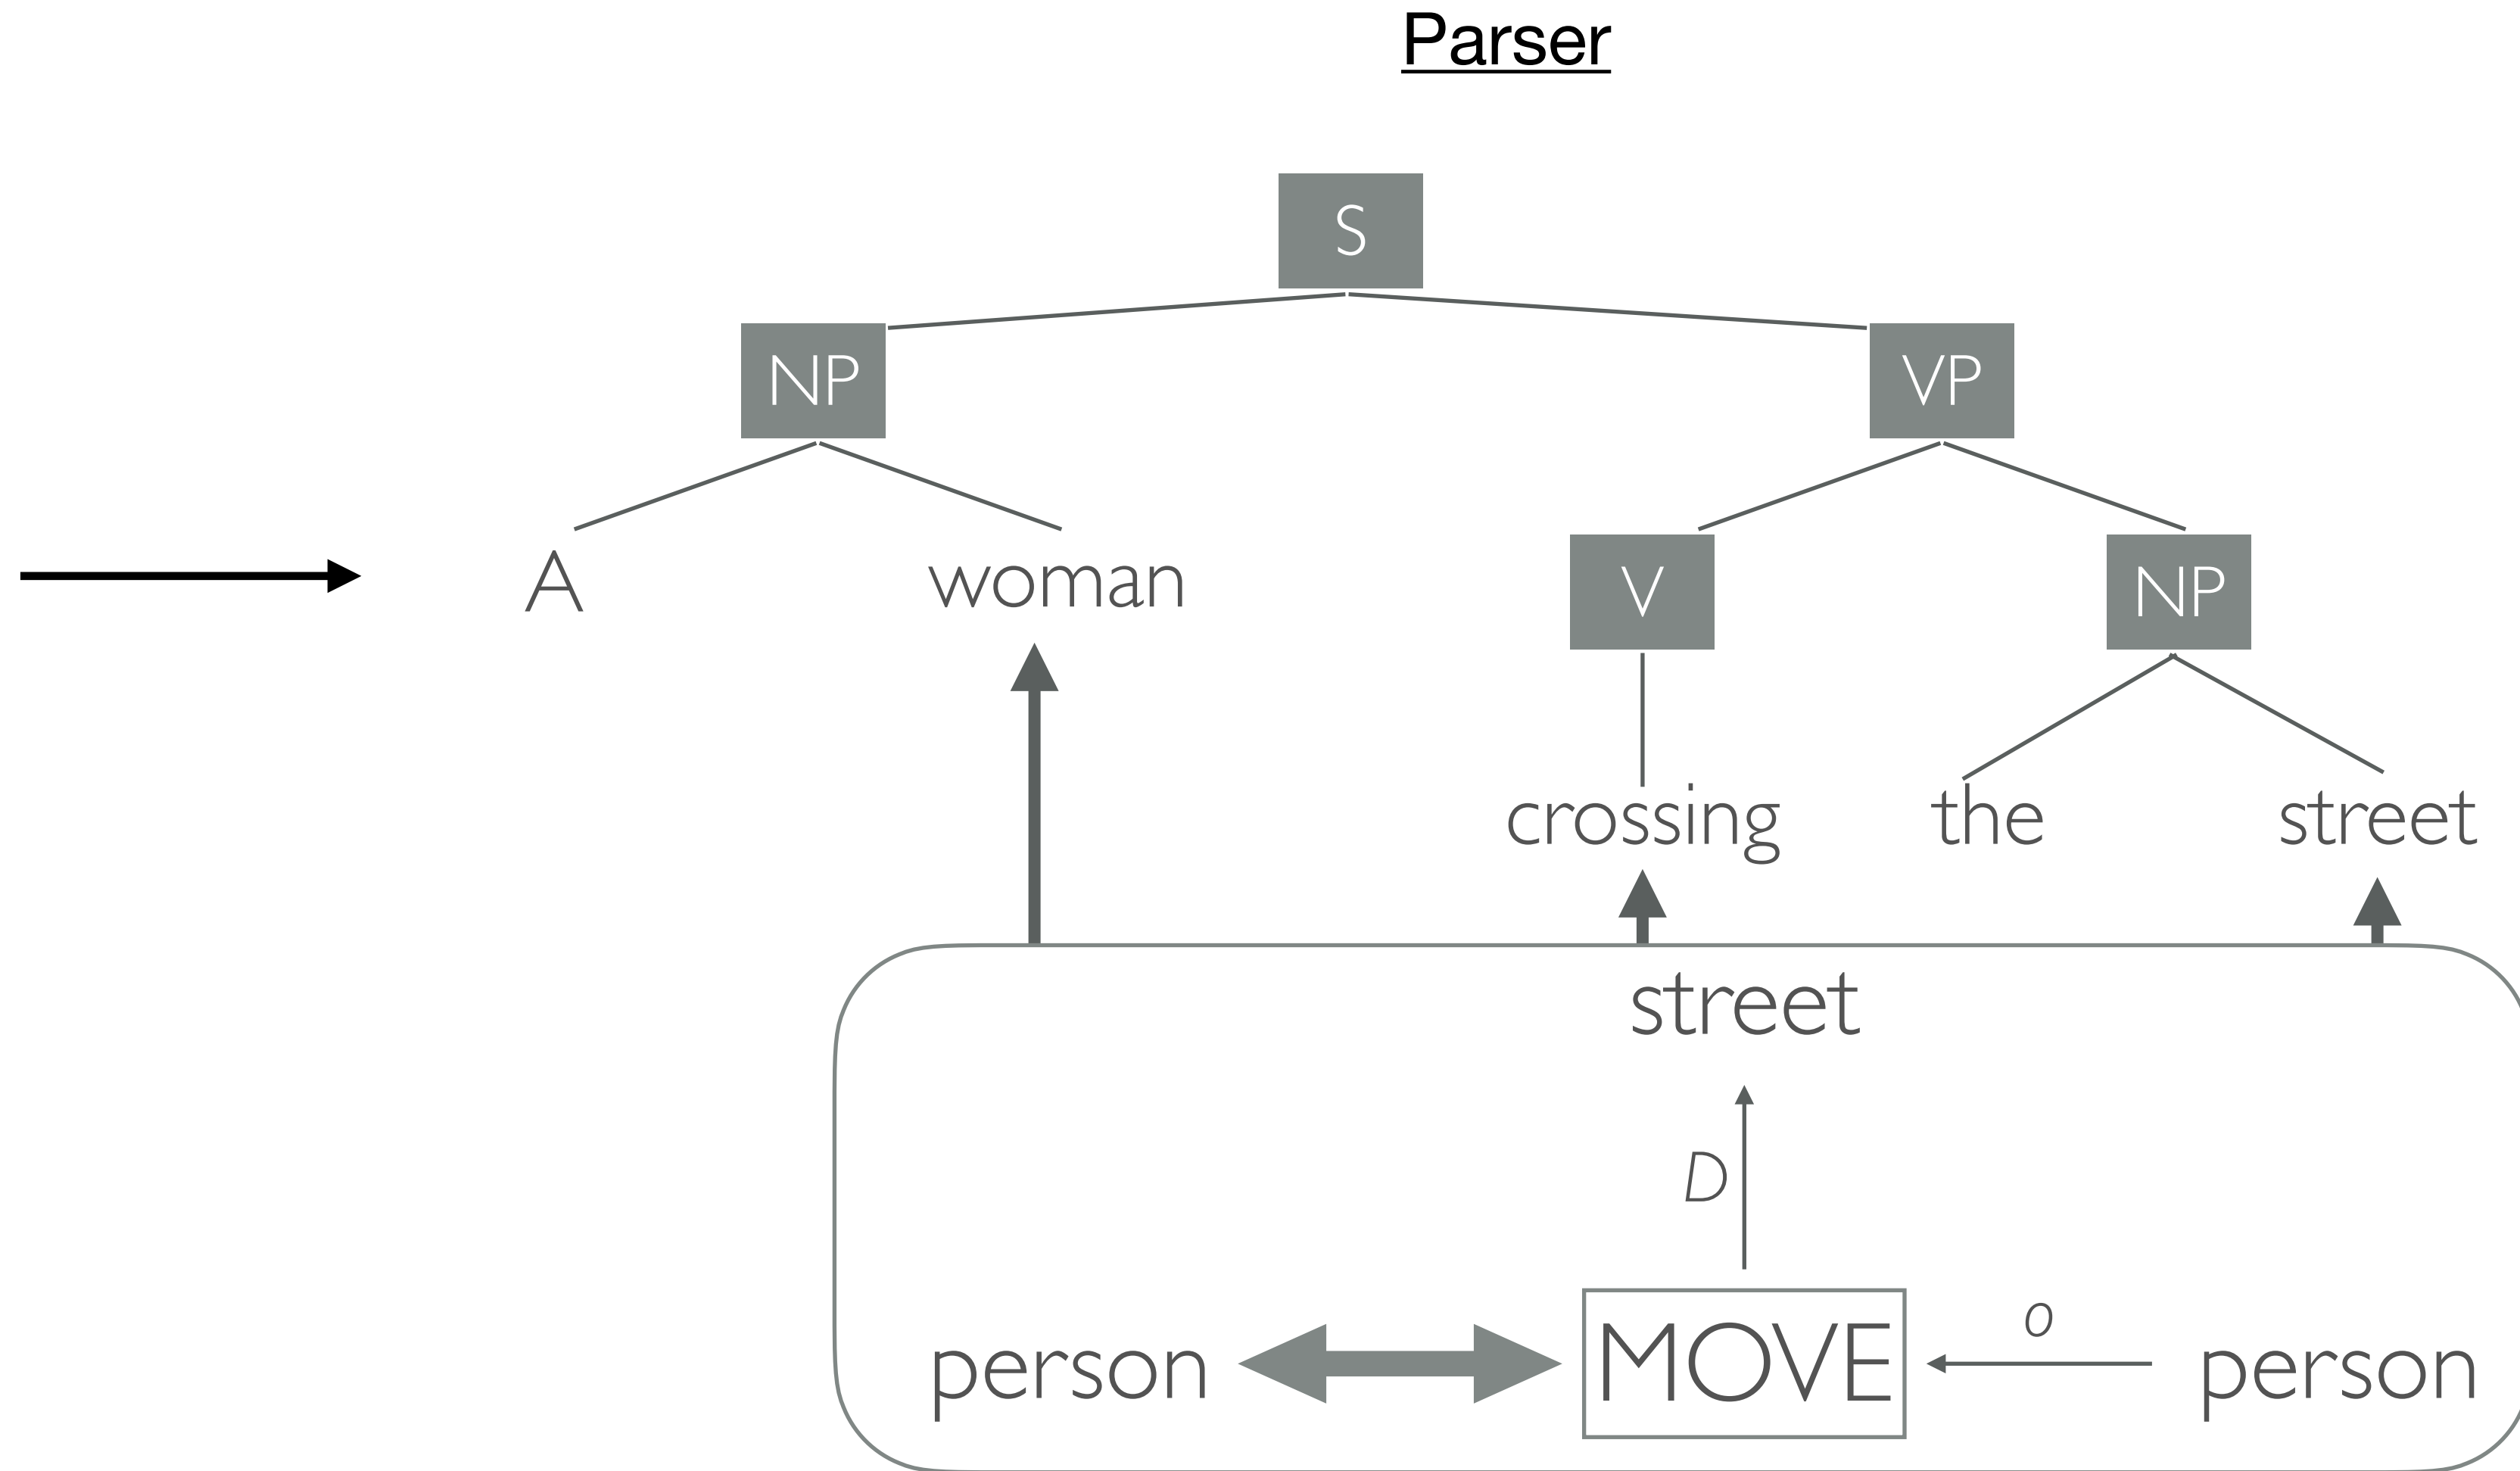 Parser
S
NP
VP
A
woman
V
NP
crossing
the
street
street
D
person
MOVE
o
person